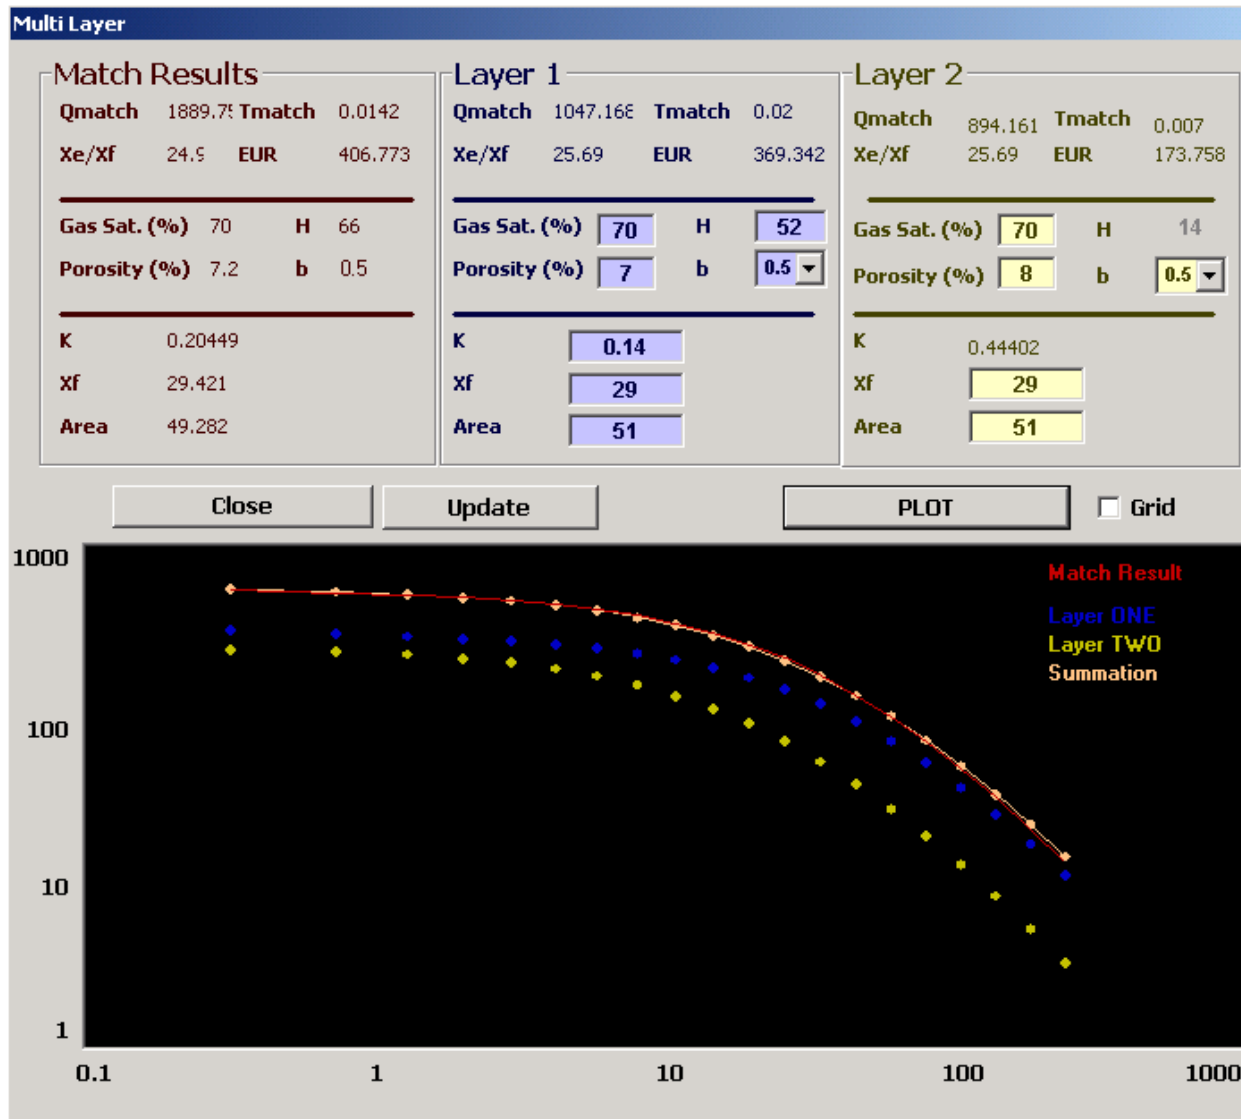 Multi Layer
Match Results
Qmatch 1889.75 Tmatch 0.0142
Xe/Xf 24.9 EUR 406.773
Gas Sat. (%) 70 H 66
Porosity (%) 7.2 b 0.5
K 0.20449
Xf 29.421
Area 49.282
Layer 1
Qmatch 1047.168 Tmatch 0.02
Xe/Xf 25.69 EUR 369.342
Gas Sat. (%) 70 H 52
Porosity (%) 7 b 0.5
K 0.14
Xf 29
Area 51
Layer 2
Qmatch 894.161 Tmatch 0.007
Xe/Xf 25.69 EUR 173.758
Gas Sat. (%) 70 H 14
Porosity (%) 8 b 0.5
K 0.44402
Xf 29
Area 51
Close Update PLOT Grid
1000
100
10
1
Match Result
Layer ONE
Layer TWO
Summation
0.1 1 10 100 1000